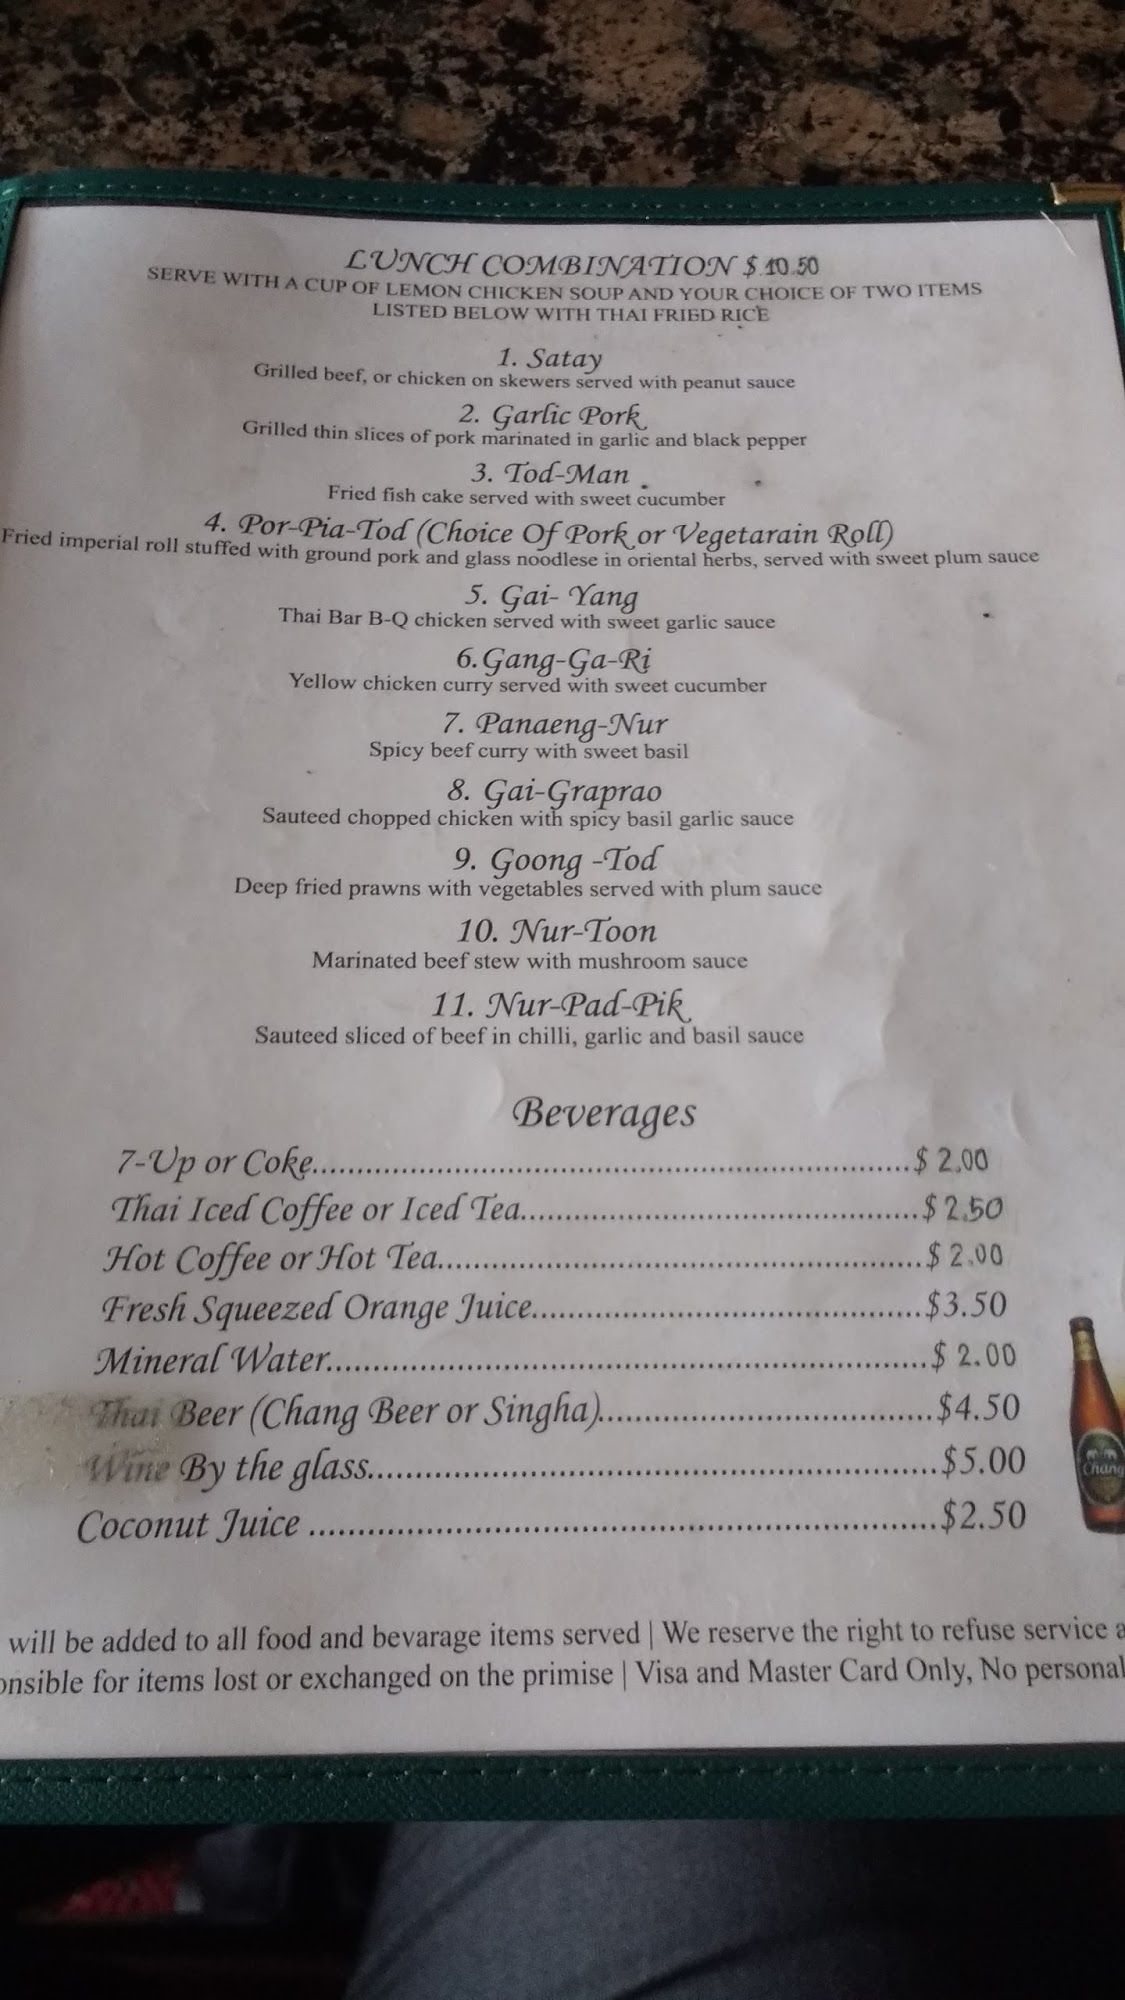 LUNCH COMBINATION $ 10.50
SERVE WITH A CUP OF LEMON CHICKEN SOUP AND YOUR CHOICE OF TWO ITEMS
LISTED BELOW WITH THAI FRIED RICE
1. Satay
Grilled beef, or chicken on skewers served with peanut sauce
2. Garlic Pork
Grilled thin slices of pork marinated in garlic and black pepper
3. Tod-Man
Fried fish cake served with sweet cucumber
4. Por-Pia-Tod (Choice Of Pork or Vegetarain Roll)
Fried imperial roll stuffed with ground pork and glass noodlese in oriental herbs, served with sweet plum sauce
5. Gai- Yang
Thai Bar B-Q chicken served with sweet garlic sauce
6. Gang-Ga-Ri
Yellow chicken curry served with sweet cucumber
7. Panaeng-Nur
Spicy beef curry with sweet basil
8. Gai-Graprao
Sauteed chopped chicken with spicy basil garlic sauce
9. Goong -Tod
Deep fried prawns with vegetables served with plum sauce
10. Nur-Toon
Marinated beef stew with mushroom sauce
11. Nur-Pad-Pik
Sauteed sliced of beef in chilli, garlic and basil sauce
Beverages
7-Up or Coke..............................$ 2.00
Thai Iced Coffee or Iced Tea..............................$ 2.50
Hot Coffee or Hot Tea..............................$ 2.00
Fresh Squeezed Orange Juice..............................$3.50
Mineral Water..............................$ 2.00
Thai Beer (Chang Beer or Singha)..............................$4.50
Wine By the glass..............................$5.00
Coconut Juice ..............................$2.50
Chang
will be added to all food and bevarage items served | We reserve the right to refuse service a
onsible for items lost or exchanged on the primise | Visa and Master Card Only, No personal